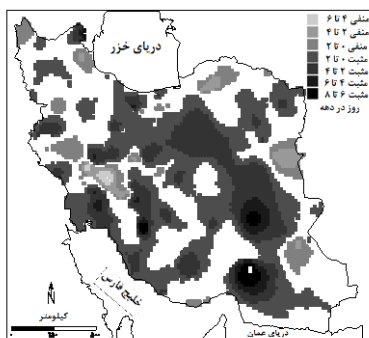 دریای خزر
منفی ۴ تا ۶
منفی ۲ تا ۴
منفی ۰ تا ۲
مثبت ۰ تا ۲
مثبت ۲ تا ۴
مثبت ۴ تا ۶
مثبت ۶ تا ۸
روز در دهه
N
کیلومتر
خلیج فارس
دریای عمان